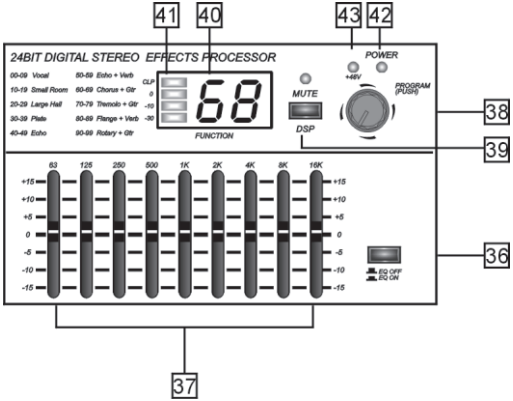 41 40 43 42
24BIT DIGITAL STEREO EFFECTS PROCESSOR
POWER
00-09 Vocal 50-59 Echo + Verb
10-19 Small Room 60-69 Chorus + Gtr
20-29 Large Hall 70-79 Tremolo + Gtr
30-39 Plate 80-89 Flange + Verb
40-49 Echo 90-99 Rotary + Gtr
CLP
0
-10
-30
68
FUNCTION
+48V
MUTE
DSP
PROGRAM
(PUSH)
38
39
63 125 250 500 1K 2K 4K 8K 16K
+15 +15
+10 +10
+5 +5
0 0
-5 -5
-10 -10
-15 -15
EQ OFF
EQ ON
36
37